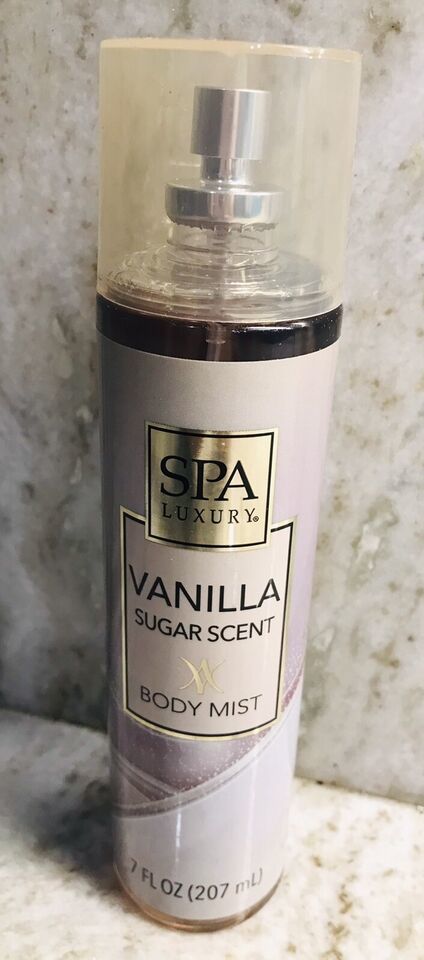 SPA
LUXURY®
VANILLA
SUGAR SCENT
BODY MIST
7 FL OZ (207 mL)